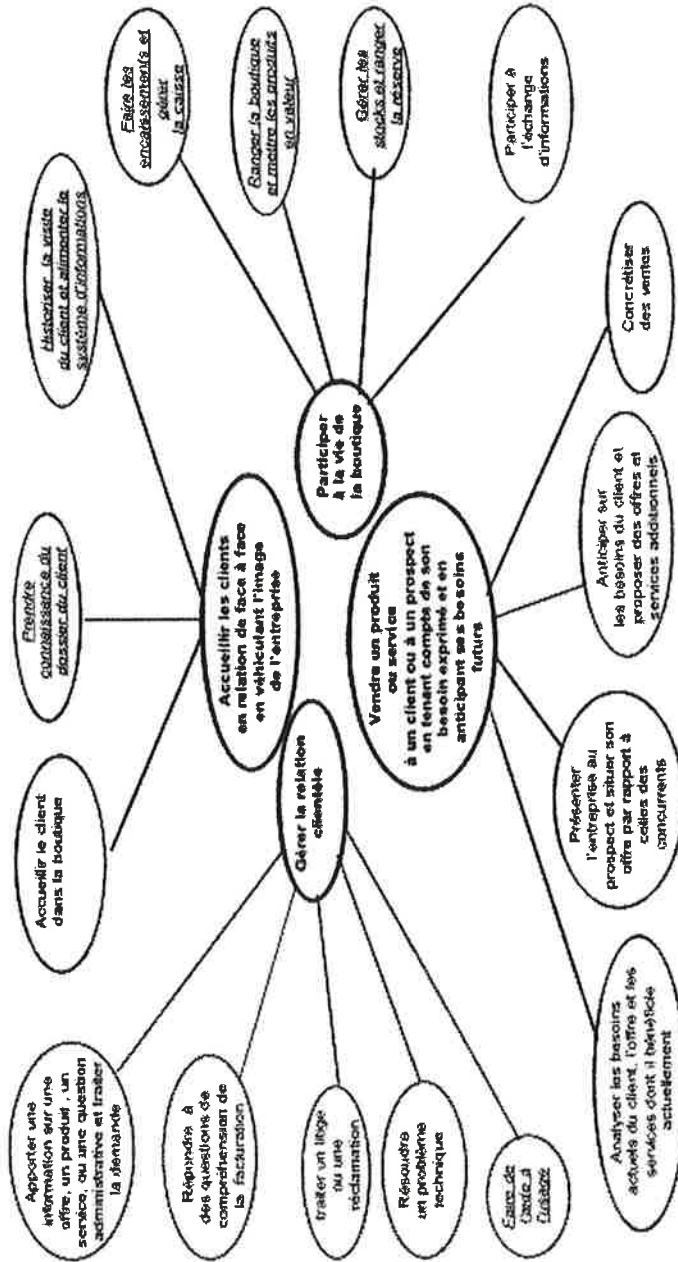 Apporter une
information sur une
offre, un produit, un
service, ou une question
administrative et traiter
la demande
Accueillir le client
dans la boutique
Prendre
connaissance du
dossier du client
Historiser la visite
du client et alimenter le
système d'informations
Répondre à
des questions de
compréhension de
la facturation
traiter un litige
ou une
réclamation
Résoudre
un problème
technique
Faire de
l'aide à
l'usage
Gérer la relation
clientèle
Accueillir les clients
en relation de face à face
en véhiculant l'image
de l'entreprise
Participer
à la vie de
la boutique
Faire les
encaissements et
gérer
la caisse
Ranger la boutique
et mettre les produits
en valeur
Gérer les
stocks et ranger
la réserve
Participer à
l'échange
d'informations
Vendre un produit
ou service
à un client ou à un prospect
en tenant compte de son
besoin exprimé et en
anticipant ses besoins
futurs
Analyser les besoins
actuels du client, l'offre et les
services dont il bénéficie
actuellement
Présenter
l'entreprise au
prospect et situer son
offre par rapport à
celles des
concurrents
Anticiper sur
les besoins du client et
proposer des offres et
services additionnels
Concrétiser
des ventes